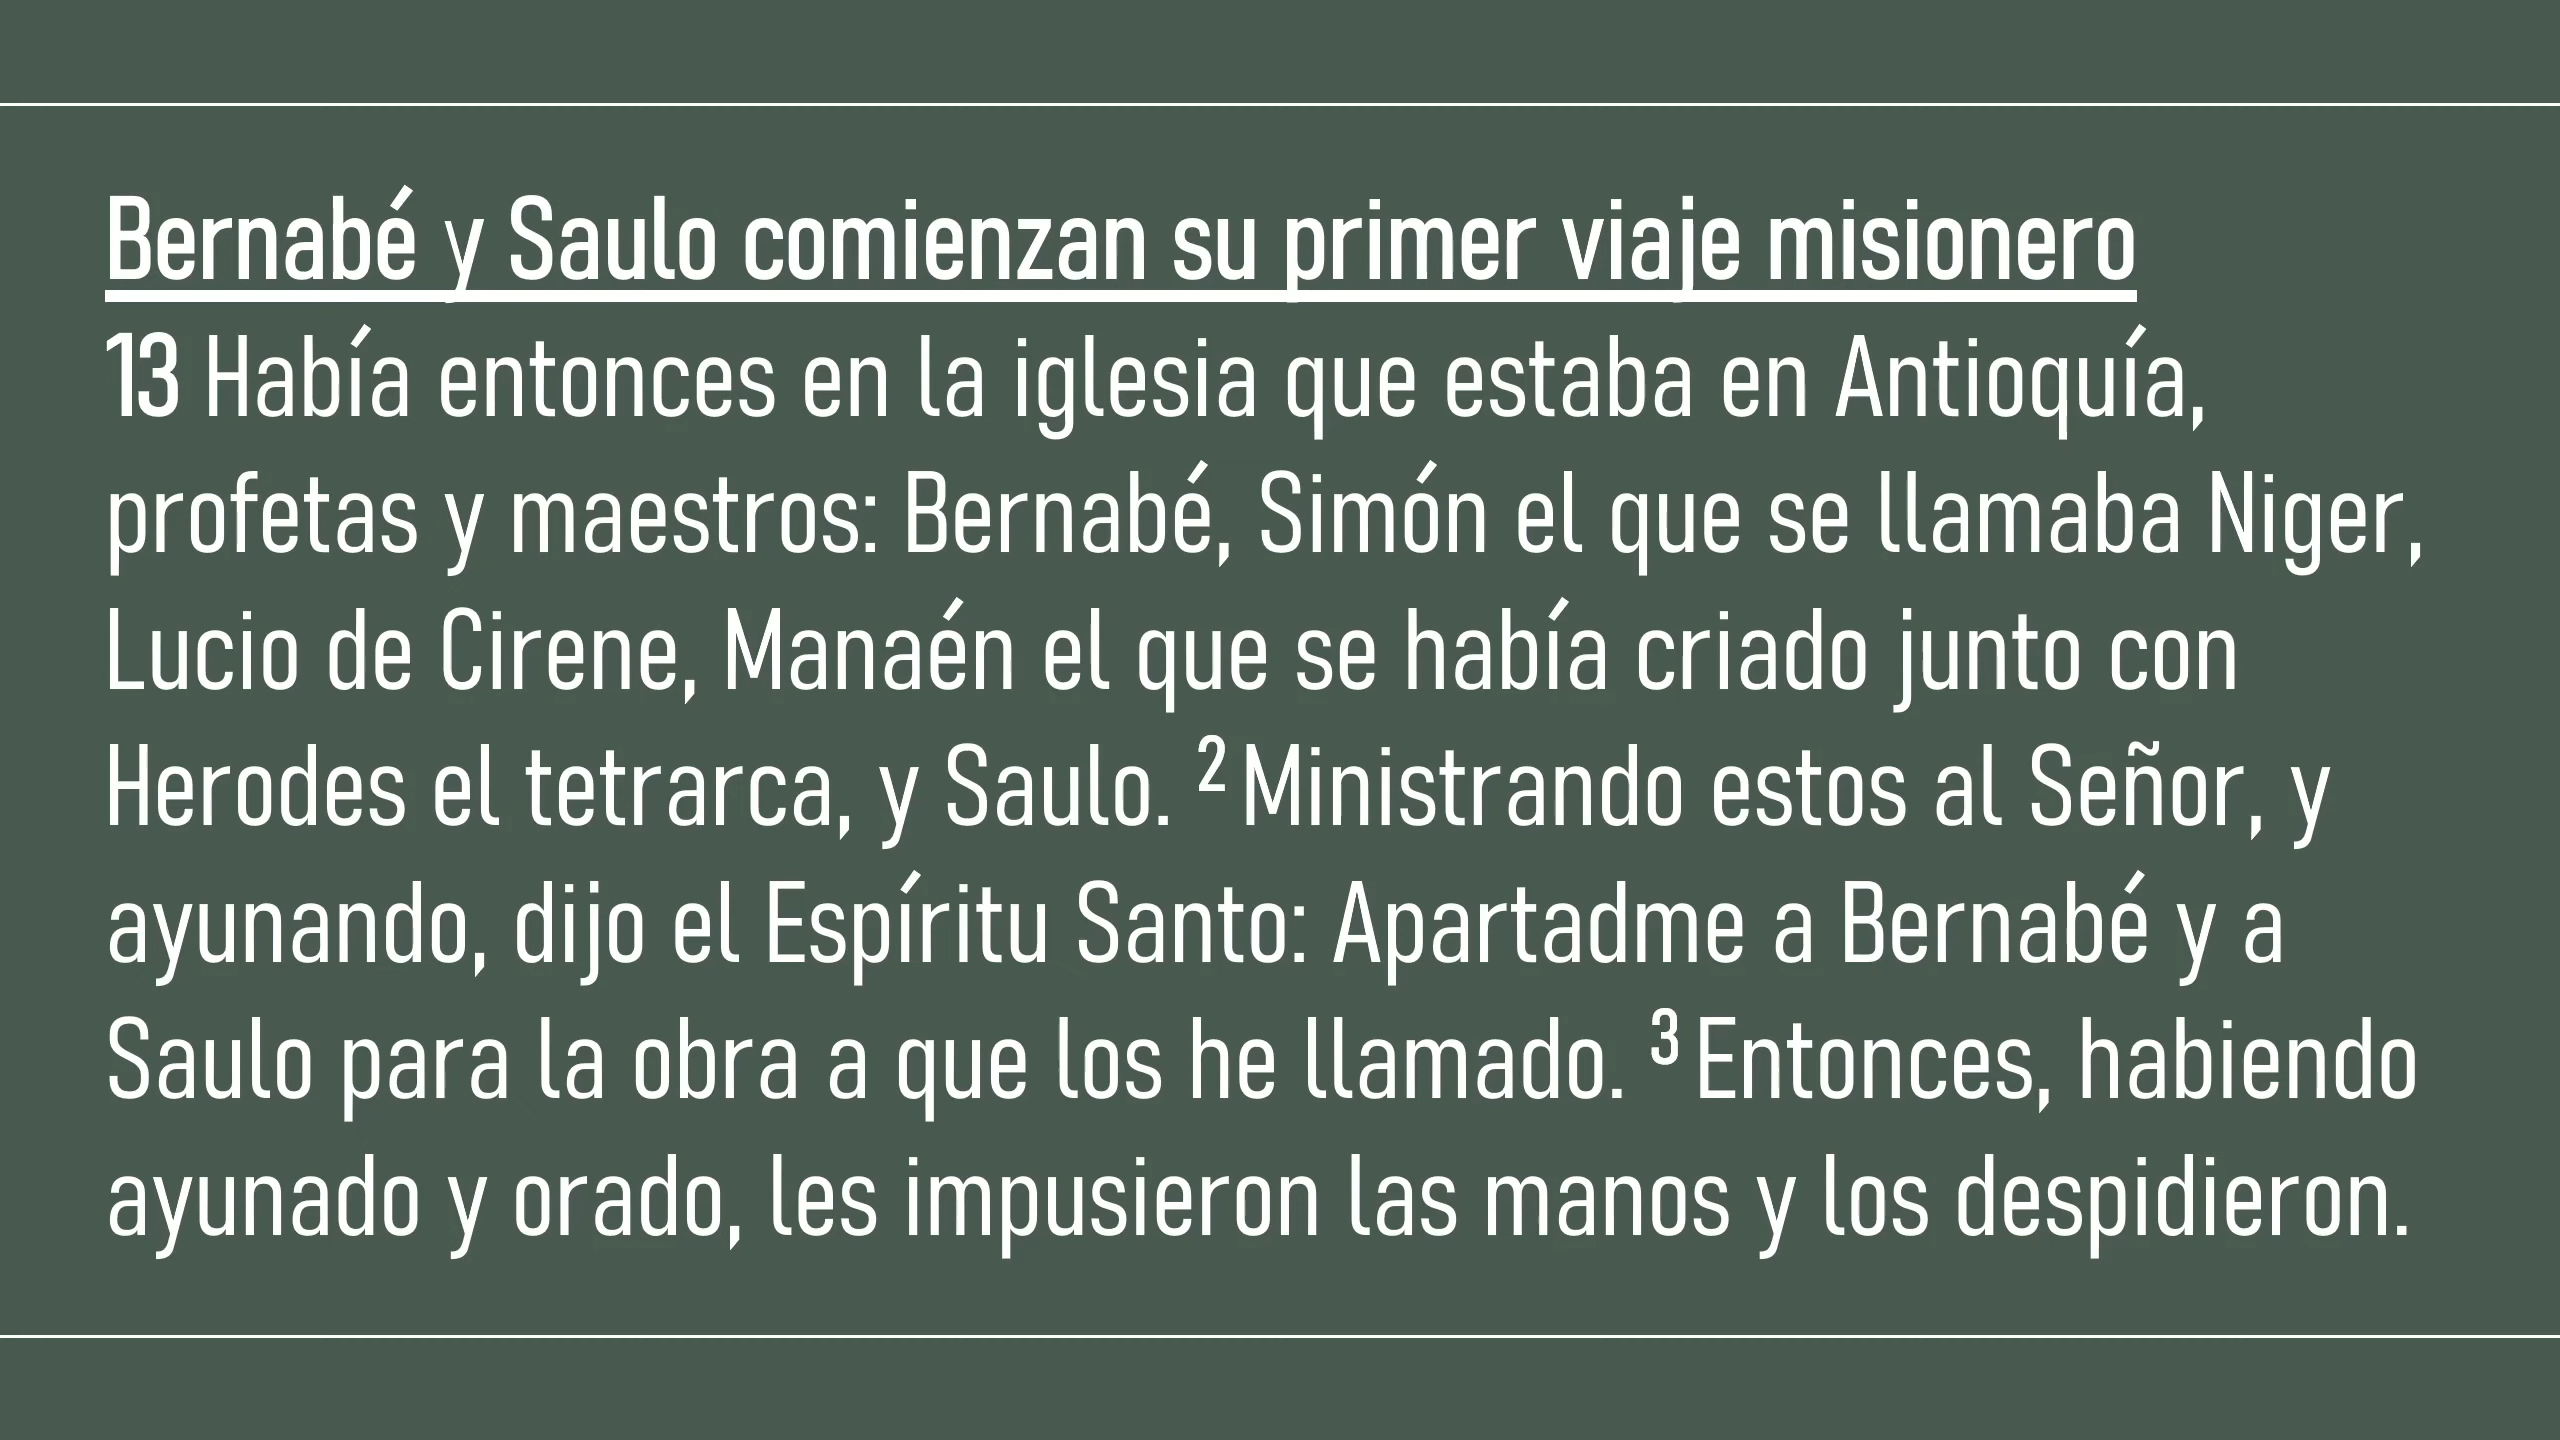 Bernabé y Saulo comienzan su primer viaje misionero
13 Había entonces en la iglesia que estaba en Antioquía,
profetas y maestros: Bernabé, Simón el que se llamaba Niger,
Lucio de Cirene, Manaén el que se había criado junto con
Herodes el tetrarca, y Saulo. ² Ministrando estos al Señor, y
ayunando, dijo el Espíritu Santo: Apartadme a Bernabé y a
Saulo para la obra a que los he llamado. ³ Entonces, habiendo
ayunado y orado, les impusieron las manos y los despidieron.